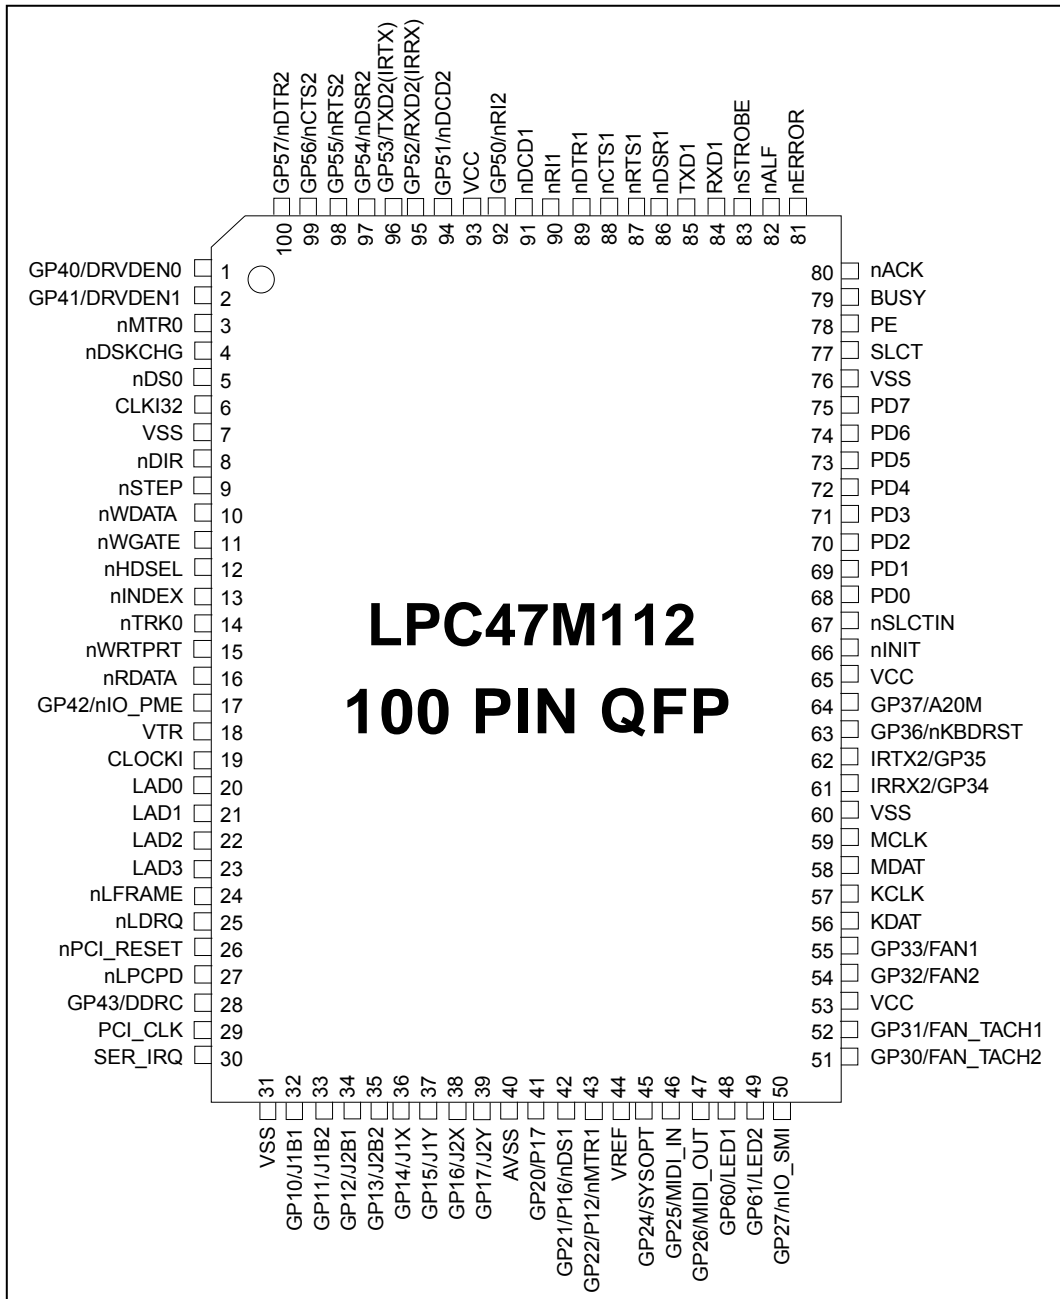 GP57/nDTR2
GP56/nCTS2
GP55/nRTS2
GP54/nDSR2
GP53/TXD2(IRTX)
GP52/RXD2(IRRX)
GP51/nDCD2
VCC
GP50/nRI2
nDCD1
nRI1
nDTR1
nCTS1
nRTS1
nDSR1
TXD1
RXD1
nSTROBE
nALF
nERROR
100
99
98
97
96
95
94
93
92
91
90
89
88
87
86
85
84
83
82
81
GP40/DRVDEN0 1
GP41/DRVDEN1 2
nMTR0 3
nDSKCHG 4
nDS0 5
CLKI32 6
VSS 7
nDIR 8
nSTEP 9
nWDATA 10
nWGATE 11
nHDSEL 12
nINDEX 13
nTRK0 14
nWRTPRT 15
nRDATA 16
GP42/nIO_PME 17
VTR 18
CLOCKI 19
LAD0 20
LAD1 21
LAD2 22
LAD3 23
nLFRAME 24
nLDRQ 25
nPCI_RESET 26
nLPCPD 27
GP43/DDRC 28
PCI_CLK 29
SER_IRQ 30
LPC47M112
100 PIN QFP
80 nACK
79 BUSY
78 PE
77 SLCT
76 VSS
75 PD7
74 PD6
73 PD5
72 PD4
71 PD3
70 PD2
69 PD1
68 PD0
67 nSLCTIN
66 nINIT
65 VCC
64 GP37/A20M
63 GP36/nKBDRST
62 IRTX2/GP35
61 IRRX2/GP34
60 VSS
59 MCLK
58 MDAT
57 KCLK
56 KDAT
55 GP33/FAN1
54 GP32/FAN2
53 VCC
52 GP31/FAN_TACH1
51 GP30/FAN_TACH2
31
32
33
34
35
36
37
38
39
40
41
42
43
44
45
46
47
48
49
50
VSS
GP10/J1B1
GP11/J1B2
GP12/J2B1
GP13/J2B2
GP14/J1X
GP15/J1Y
GP16/J2X
GP17/J2Y
AVSS
GP20/P17
GP21/P16/nDS1
GP22/P12/nMTR1
VREF
GP24/SYSOPT
GP25/MIDI_IN
GP26/MIDI_OUT
GP60/LED1
GP61/LED2
GP27/nIO_SMI